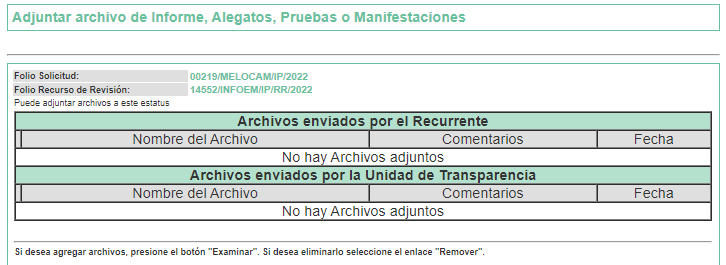 Adjuntar archivo de Informe, Alegatos, Pruebas o Manifestaciones
Folio Solicitud: 00219/MELOCAM/IP/2022
Folio Recurso de Revisión: 14552/INFOEM/IP/RR/2022
Puede adjuntar archivos a este estatus
Archivos enviados por el Recurrente
Nombre del Archivo Comentarios Fecha
No hay Archivos adjuntos
Archivos enviados por la Unidad de Transparencia
Nombre del Archivo Comentarios Fecha
No hay Archivos adjuntos
Si desea agregar archivos, presione el botón "Examinar". Si desea eliminarlo seleccione el enlace "Remover".